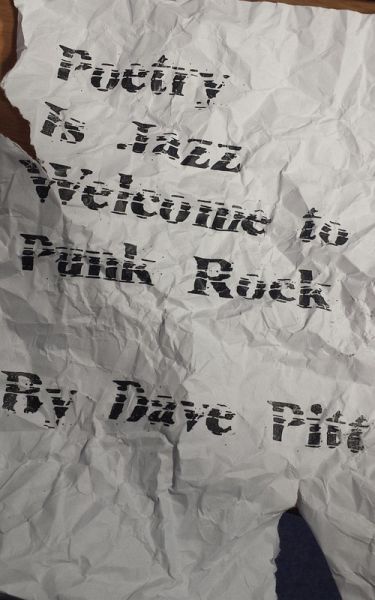 Poetry
Is Jazz
Welcome to
Punk Rock
By Dave Pitt